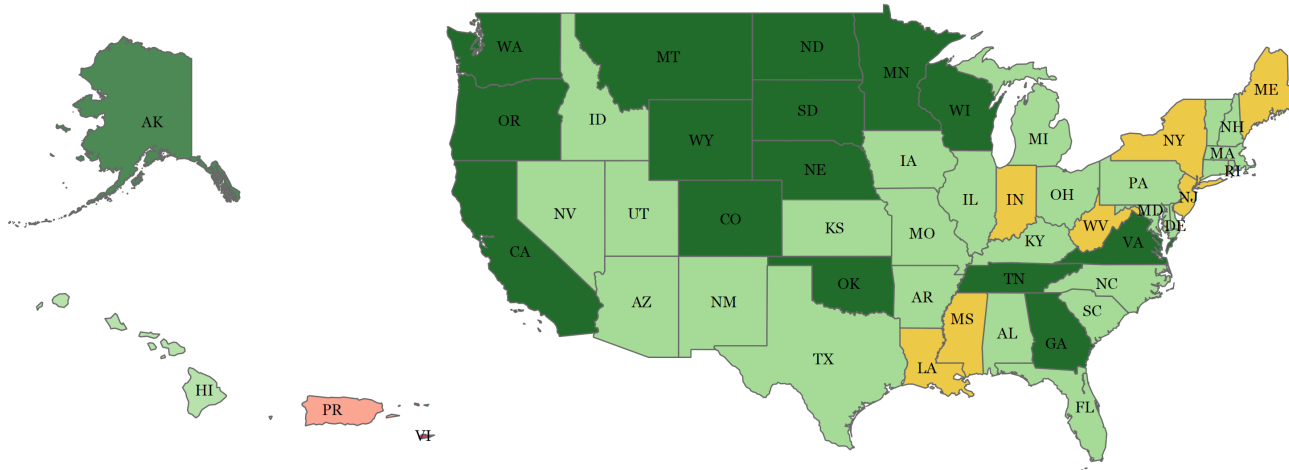 WA
MT
ND
MN
OR
ID
SD
WI
WY
NE
IA
MI
NY
NH
ME
MA
RI
AK
NV
UT
CO
KS
MO
IL
IN
OH
PA
NJ
MD
DE
WV
VA
KY
CA
AZ
NM
OK
AR
TN
NC
SC
MS
AL
GA
TX
LA
FL
HI
PR
VI